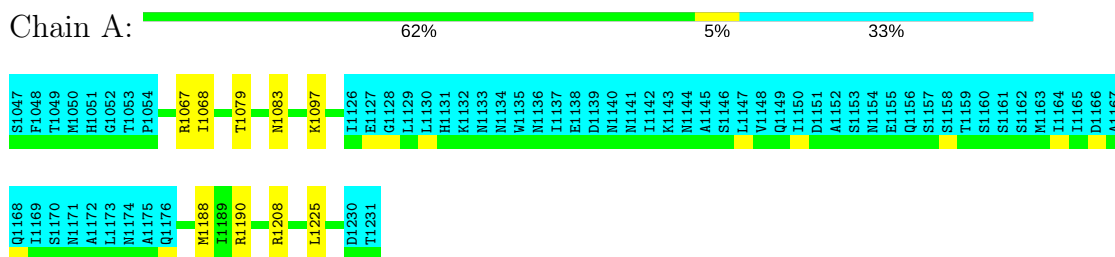 Chain A:
62% 5% 33%
S1047 F1048 T1049 M1050 H1051 G1052 T1053 P1054 R1067 I1068 T1079 N1083 K1097 I1126 E1127 G1128 L1129 L1130 H1131 K1132 N1133 N1134 W1135 N1136 I1137 E1138 D1139 N1140 N1141 I1142 K1143 N1144 A1145 S1146 L1147 V1148 Q1149 I1150 D1151 A1152 S1153 N1154 E1155 Q1156 S1157 S1158 T1159 S1160 S1161 S1162 M1163 I1164 I1165 D1166 A1167
Q1168 I1169 S1170 N1171 A1172 L1173 N1174 A1175 Q1176 M1188 I1189 R1190 R1208 L1225 D1230 T1231